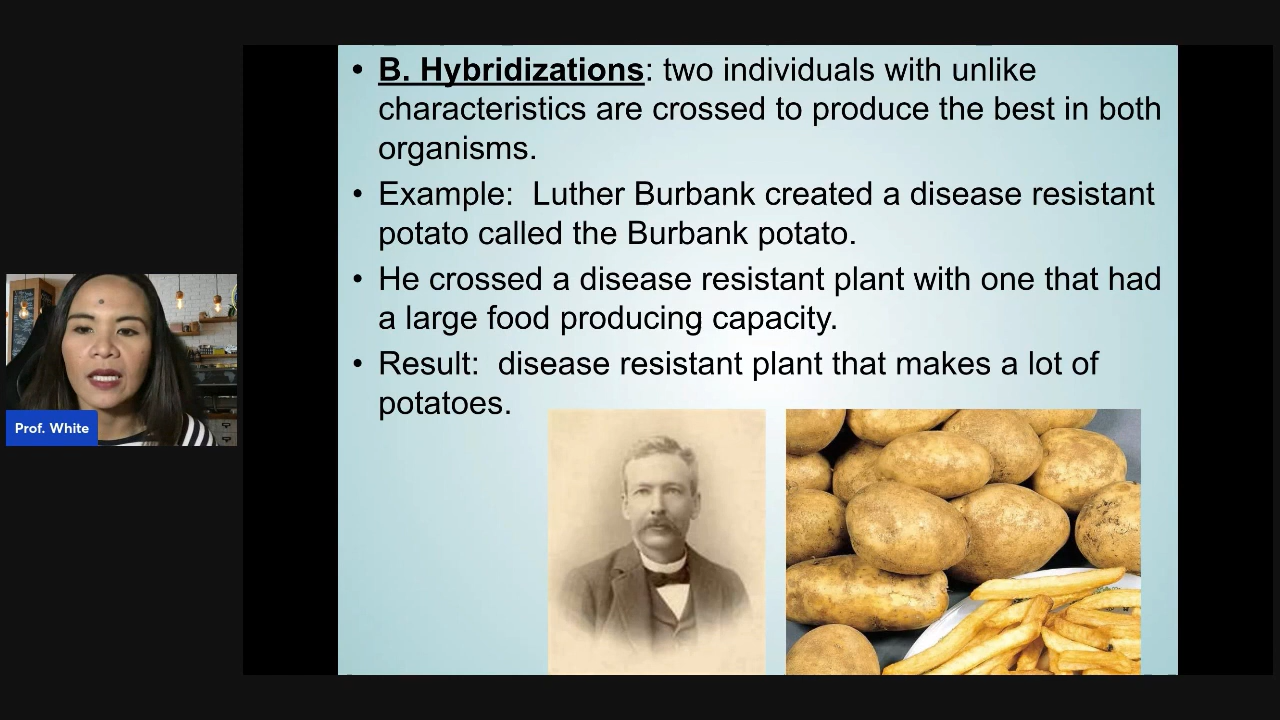 • B. Hybridizations: two individuals with unlike
characteristics are crossed to produce the best in both
organisms.
• Example:  Luther Burbank created a disease resistant
potato called the Burbank potato.
• He crossed a disease resistant plant with one that had
a large food producing capacity.
• Result:  disease resistant plant that makes a lot of
potatoes.
Prof. White